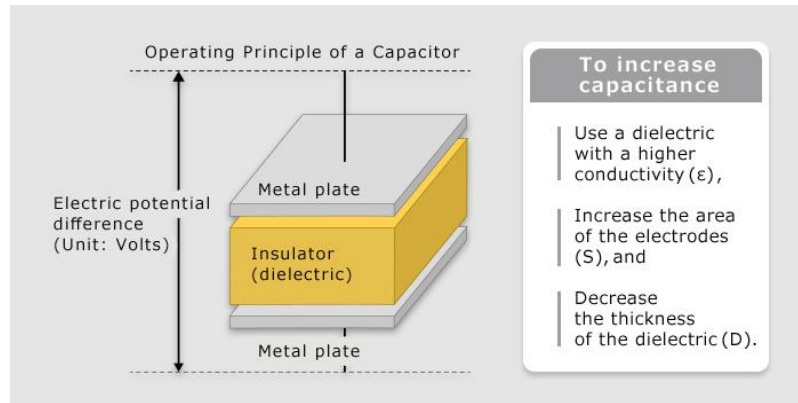 Operating Principle of a Capacitor
Electric potential
difference
(Unit: Volts)
Metal plate
Insulator
(dielectric)
Metal plate
To increase
capacitance
Use a dielectric
with a higher
conductivity (ε),
Increase the area
of the electrodes
(S), and
Decrease
the thickness
of the dielectric (D).